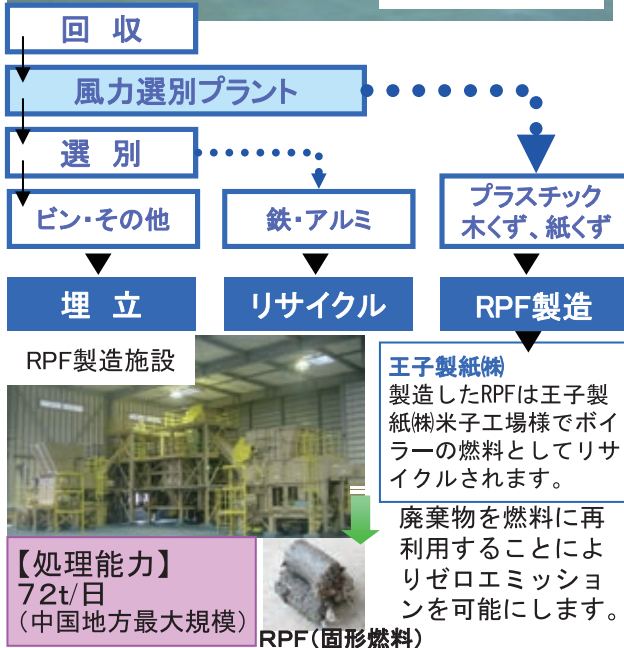 回 収
風力選別プラント
選 別
ビン・その他
鉄・アルミ
プラスチック
木くず、紙くず
埋 立
リサイクル
RPF製造
RPF製造施設
王子製紙㈱
製造したRPFは王子製
紙㈱米子工場様でボイ
ラーの燃料としてリサ
イクルされます。
廃棄物を燃料に再
利用することによ
りゼロエミッショ
ンを可能にします。
【処理能力】
72t/日
(中国地方最大規模)
RPF(固形燃料)